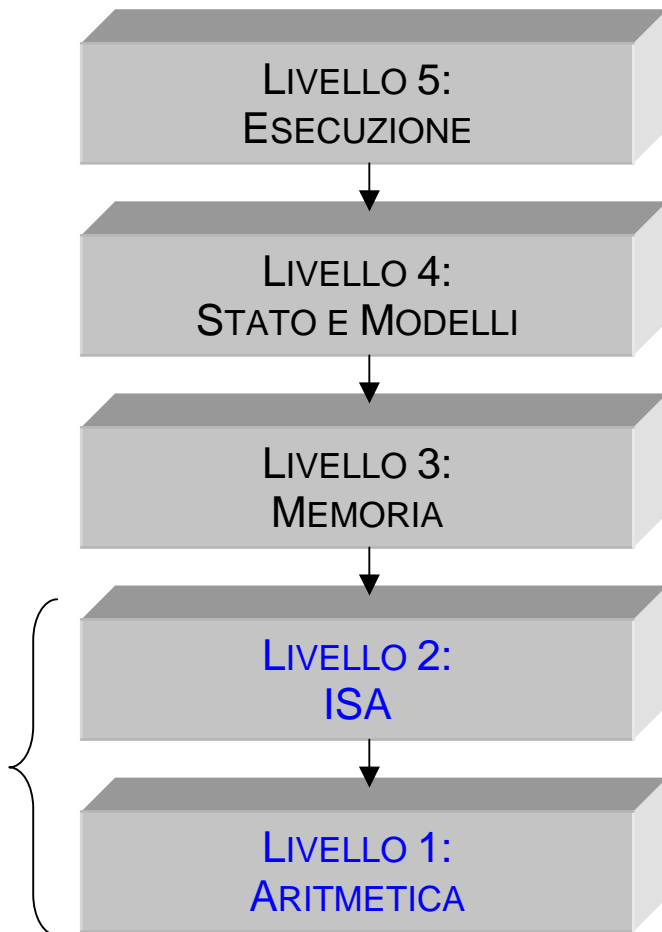 LIVELLO 5:
ESECUZIONE
LIVELLO 4:
STATO E MODELLI
LIVELLO 3:
MEMORIA
LIVELLO 2:
ISA
LIVELLO 1:
ARITMETICA